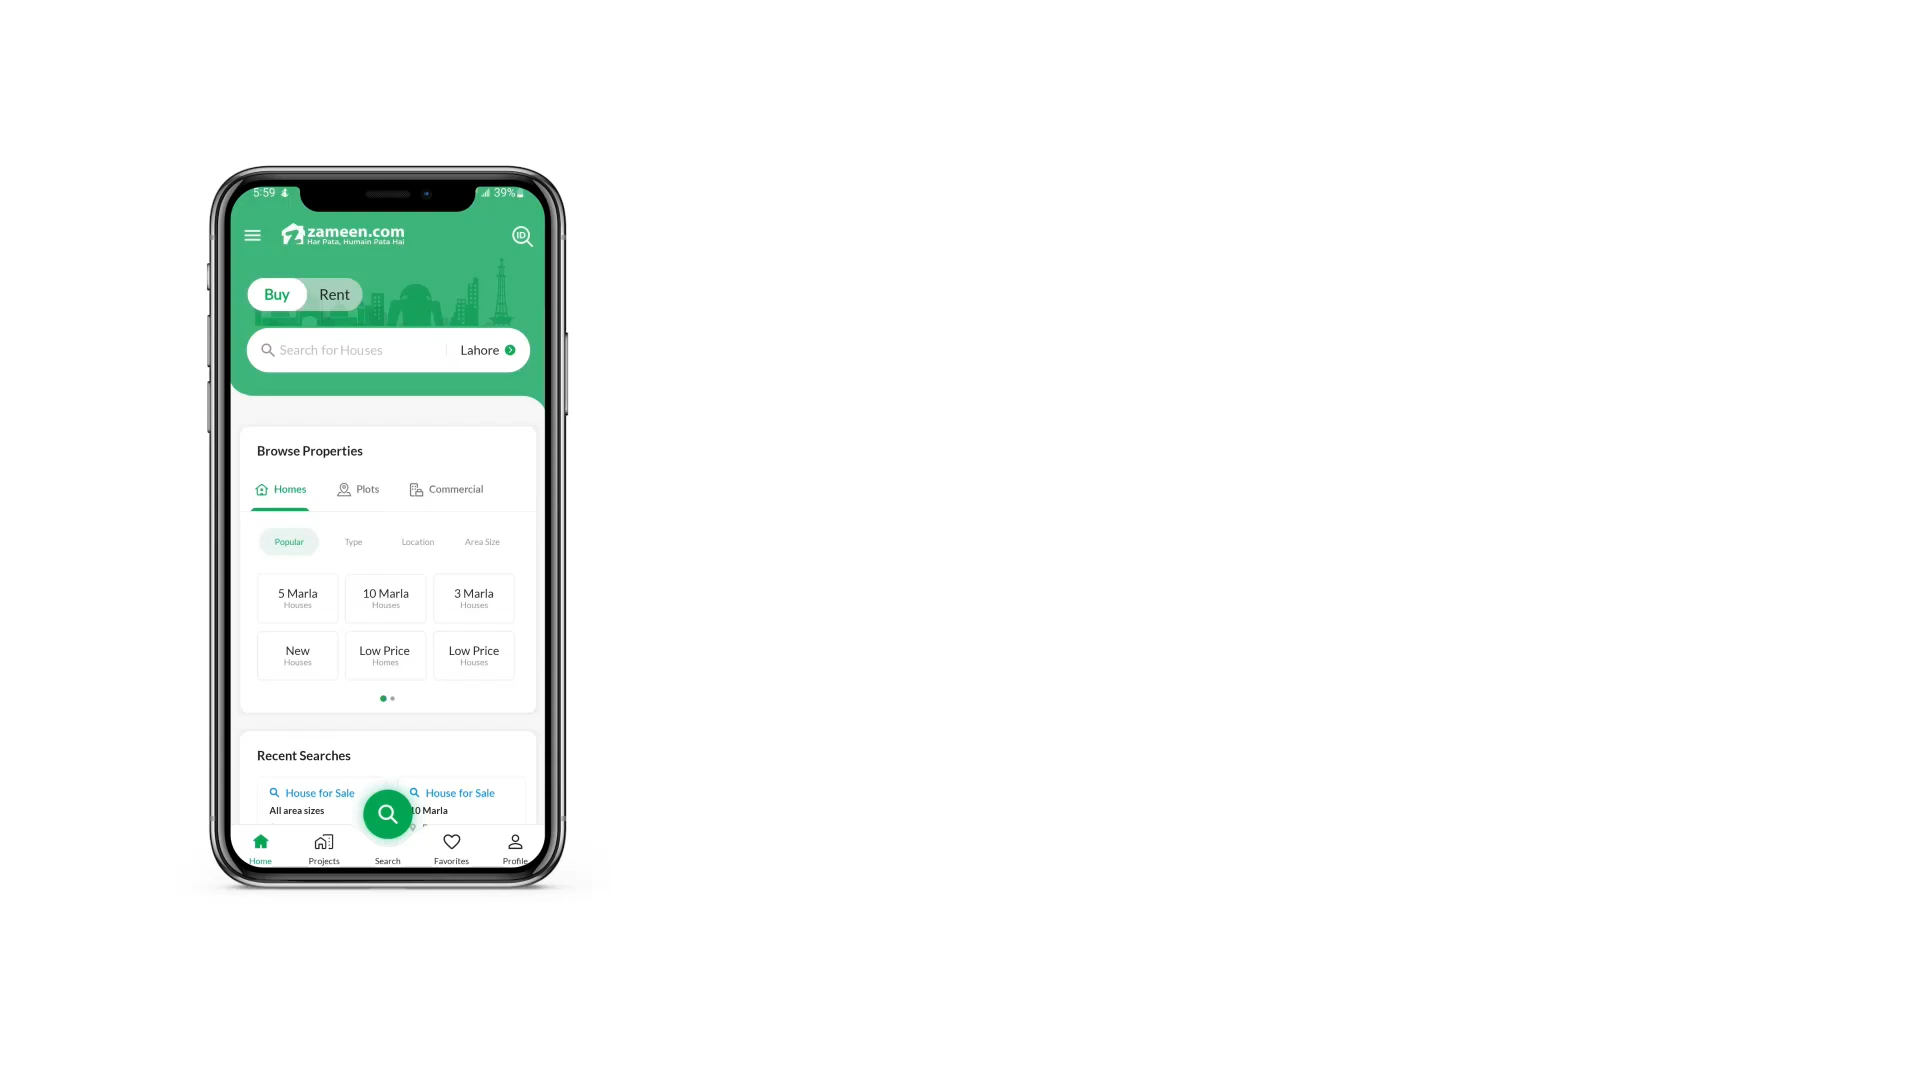 5:59
39%
zameen.com
Har Pata, Humain Pata Hai
ID
Buy Rent
Search for Houses Lahore
Browse Properties
Homes Plots Commercial
Popular Type Location Area Size
5 Marla 10 Marla 3 Marla
Houses Houses Houses
New Low Price Low Price
Houses Homes Houses
Recent Searches
House for Sale House for Sale
All area sizes 10 Marla
Home Projects Search Favorites Profile